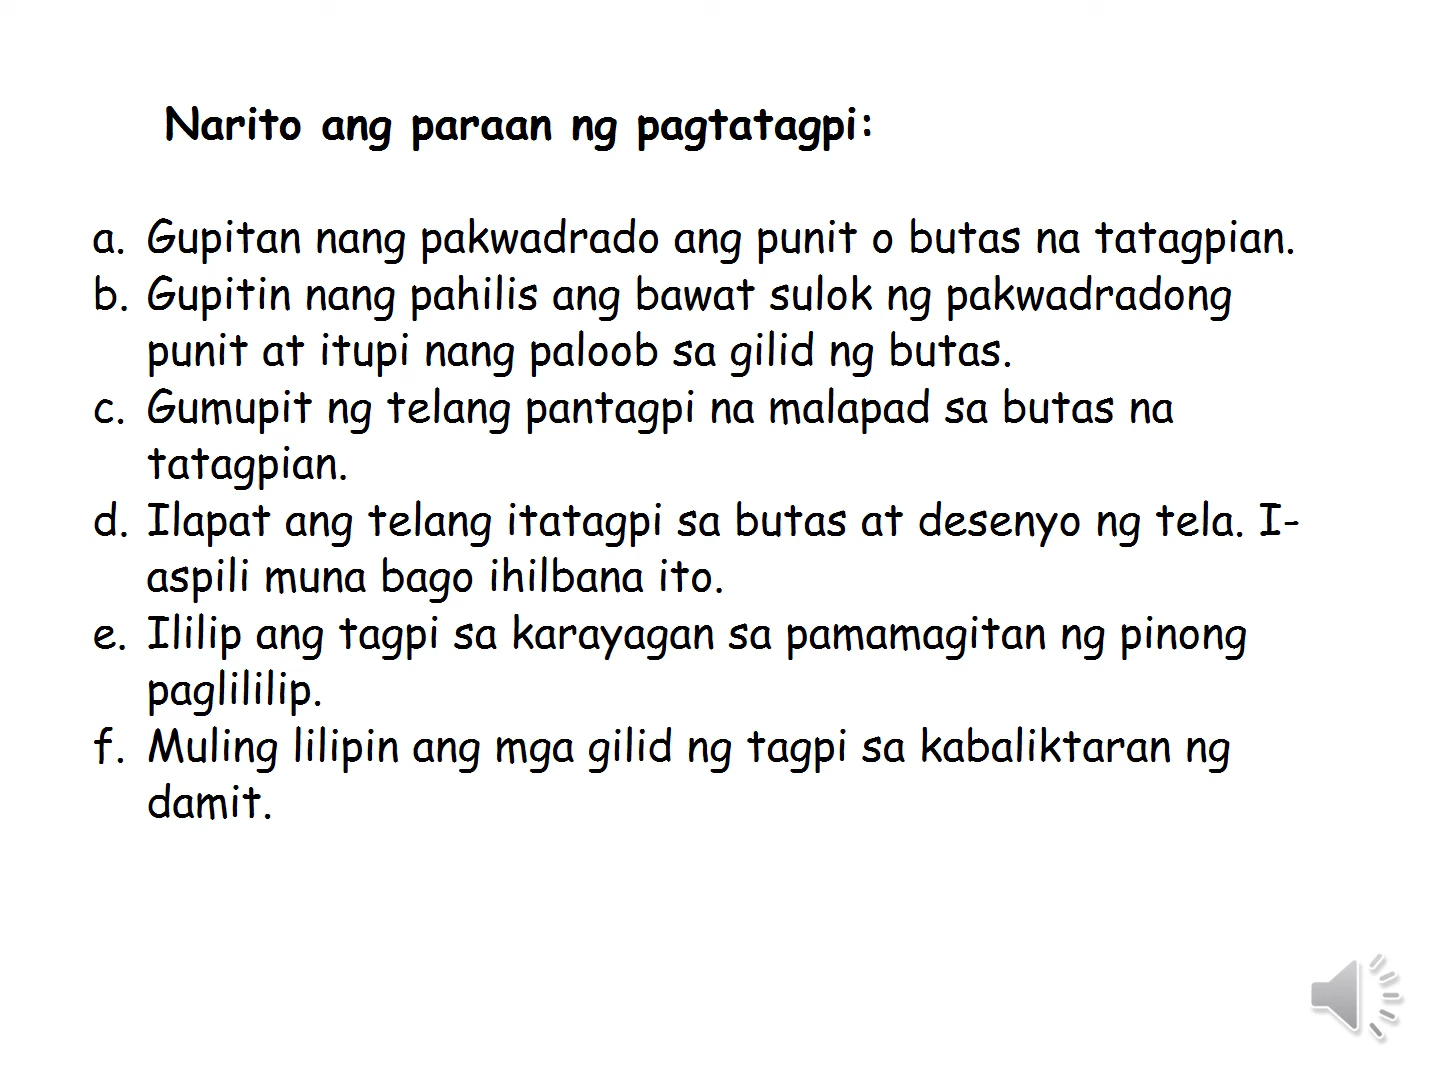 Narito ang paraan ng pagtatagpi:
a. Gupitan nang pakwadrado ang punit o butas na tatagpian.
b. Gupitin nang pahilis ang bawat sulok ng pakwadradong
punit at itupi nang paloob sa gilid ng butas.
c. Gumupit ng telang pantagpi na malapad sa butas na
tatagpian.
d. Ilapat ang telang itatagpi sa butas at desenyo ng tela. I-
aspili muna bago ihilbana ito.
e. Ililip ang tagpi sa karayagan sa pamamagitan ng pinong
paglililip.
f. Muling lilipin ang mga gilid ng tagpi sa kabaliktaran ng
damit.